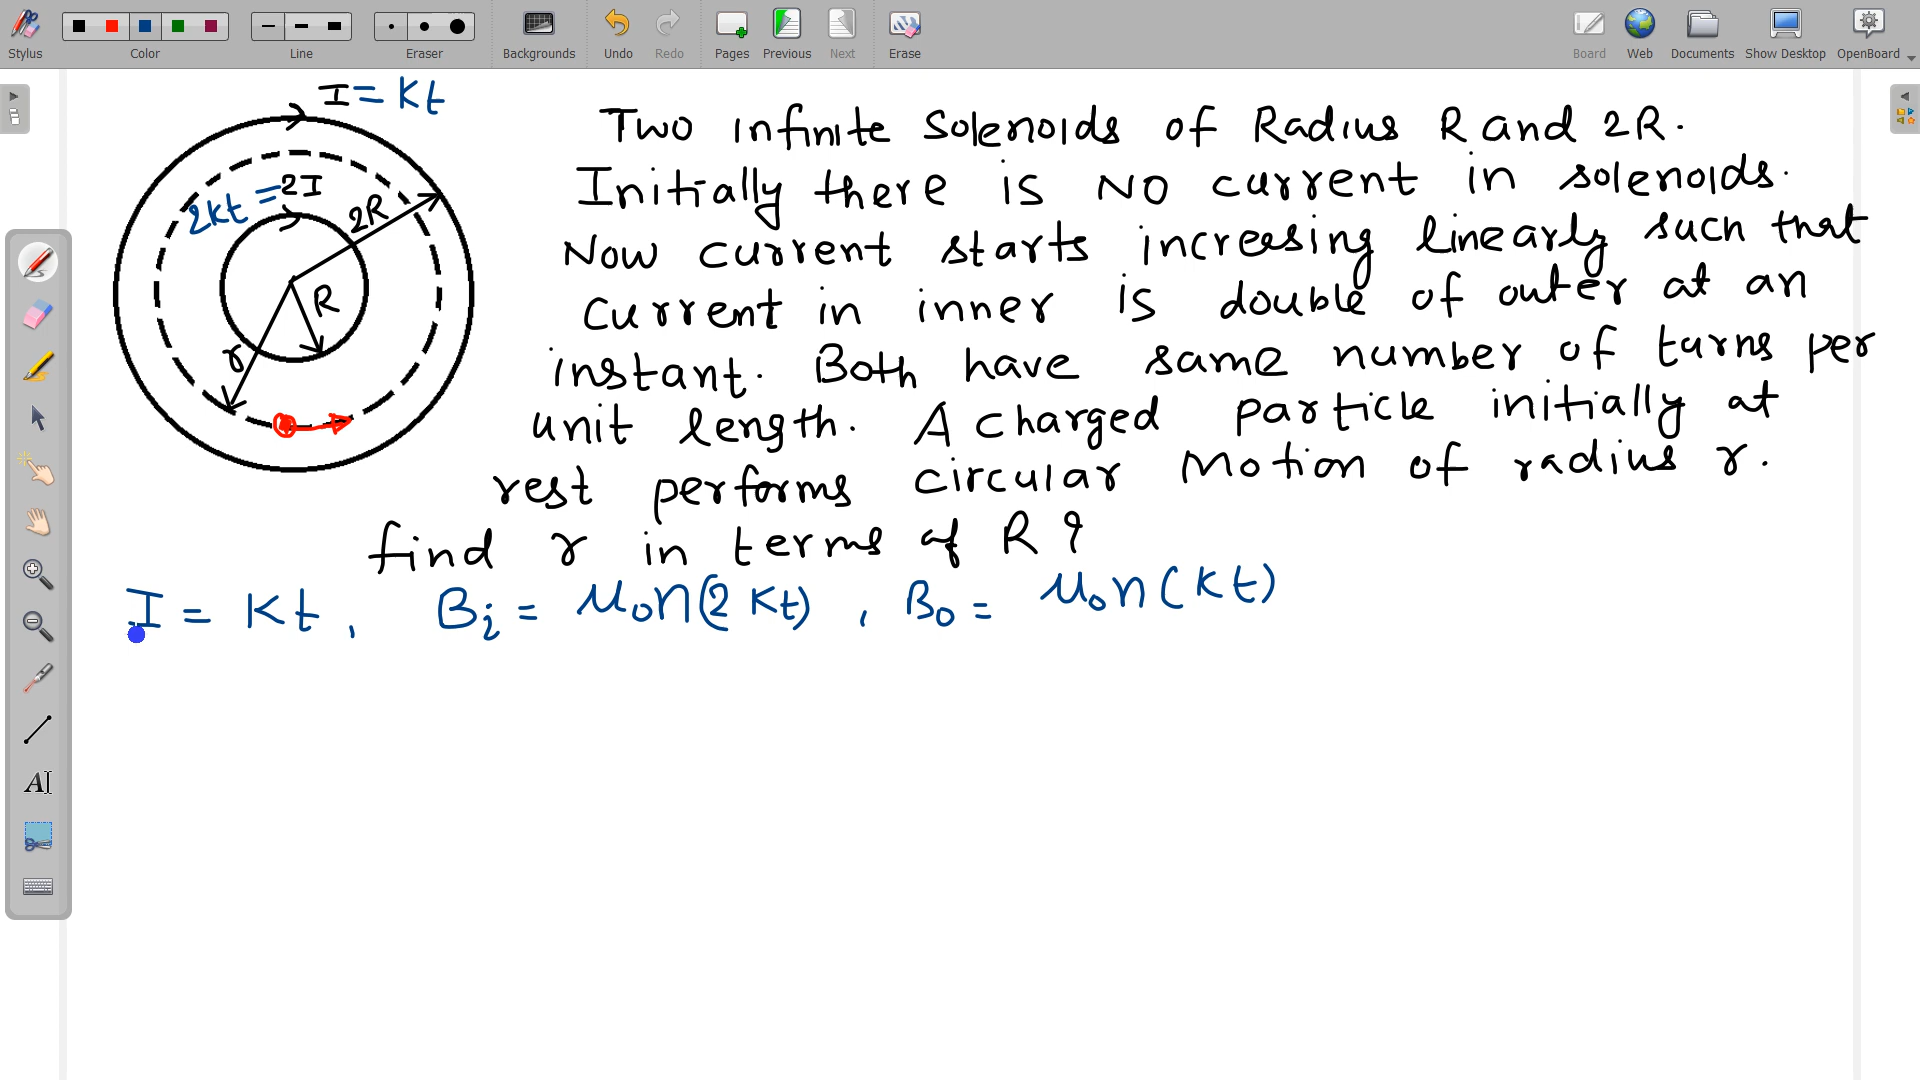 Stylus Color Line Eraser Backgrounds Undo Redo Pages Previous Next Erase Board Web Documents Show Desktop OpenBoard
I = Kt
2Kt = 2I
2R
R
r
Two infinite Solenoids of Radius R and 2R.
Initially there is NO current in solenoids.
Now current starts increasing linearly such that
current in inner is double of outer at an
instant. Both have same number of turns per
unit length. A charged particle initially at
rest performs circular motion of radius r.
find r in terms of R ?
I = Kt , Bi = μ0n(2Kt) , B0 = μ0n(Kt)
AI